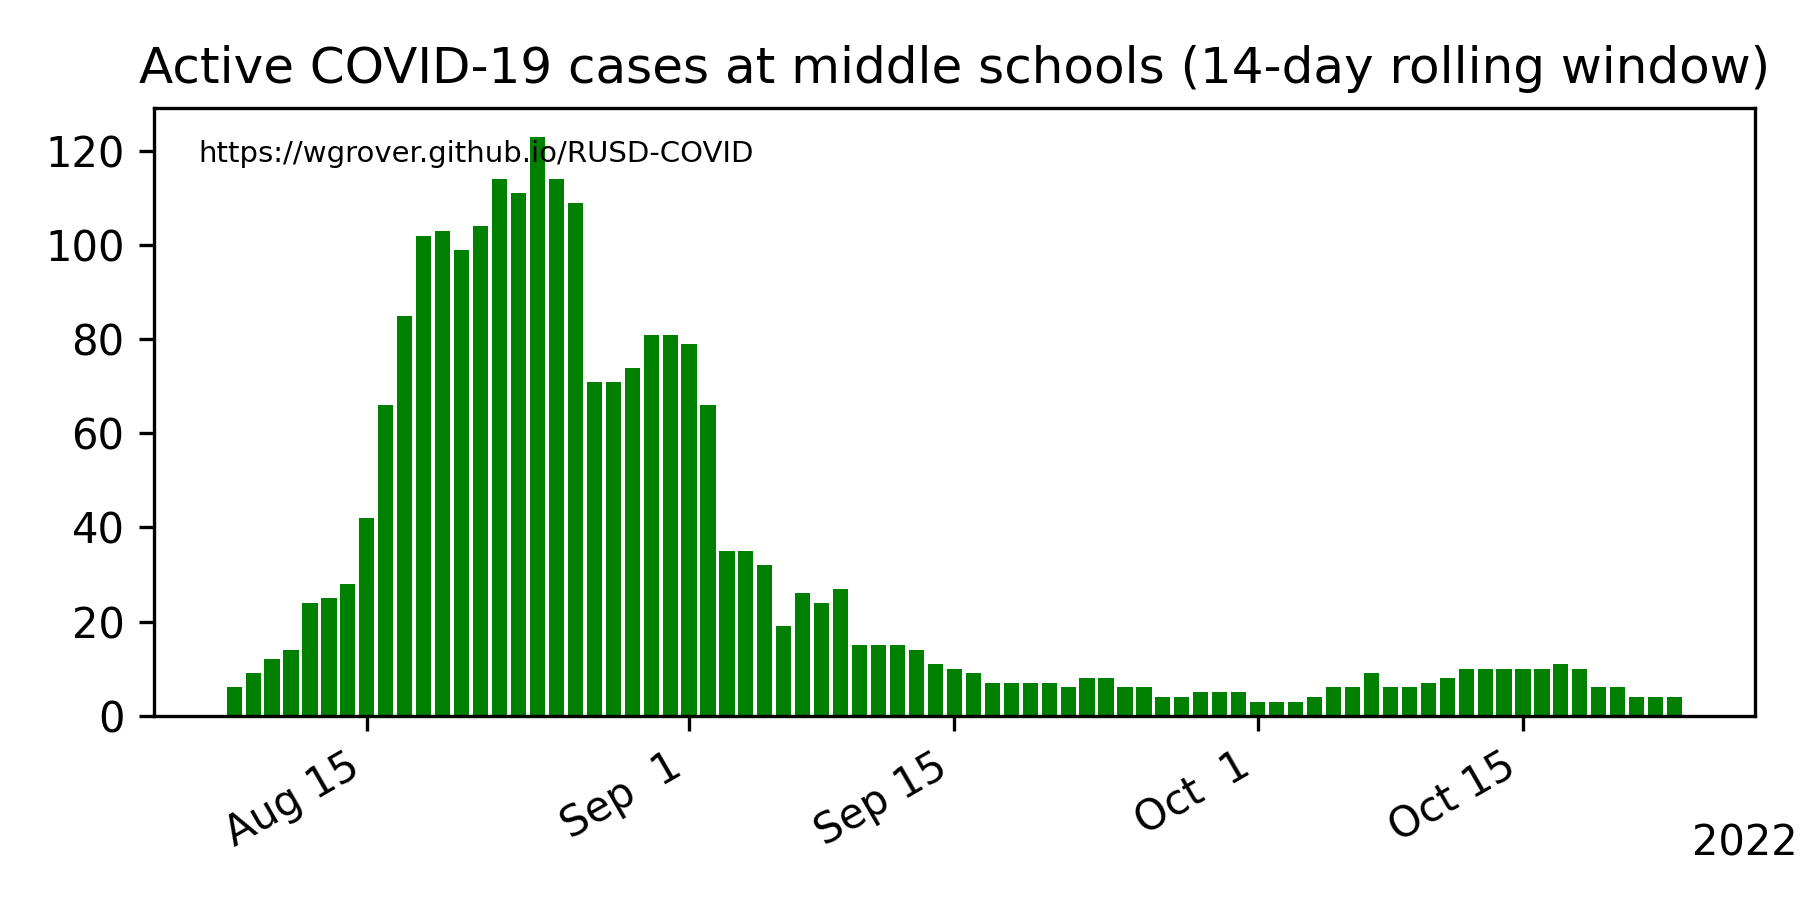 Active COVID-19 cases at middle schools (14-day rolling window)
https://wgrover.github.io/RUSD-COVID
120
100
80
60
40
20
0
Aug 15
Sep  1
Sep 15
Oct  1
Oct 15
2022